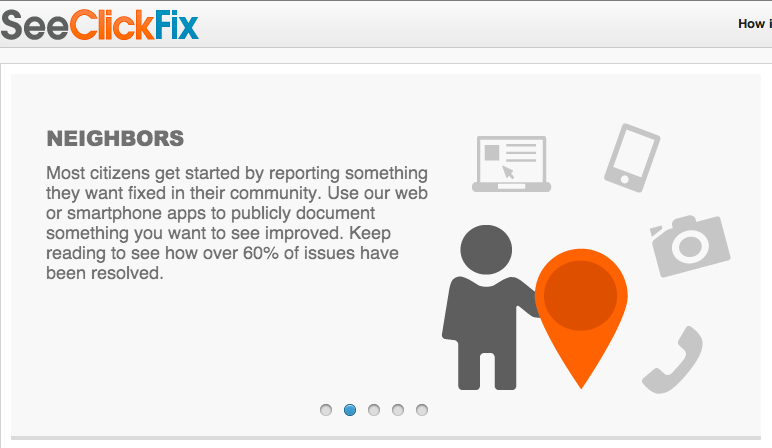 SeeClickFix
How i
NEIGHBORS
Most citizens get started by reporting something
they want fixed in their community. Use our web
or smartphone apps to publicly document
something you want to see improved. Keep
reading to see how over 60% of issues have
been resolved.